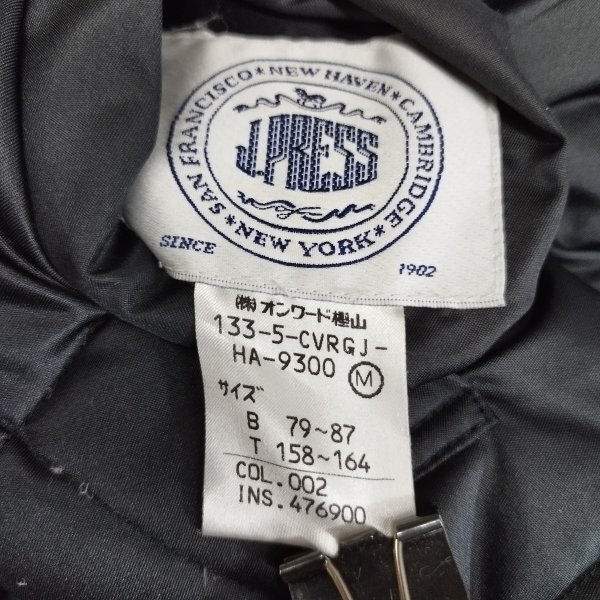 SAN FRANCISCO★NEW HAVEN★CAMBRIDGE
★NEW YORK★
J.PRESS
SINCE 1902
(株)オンワード樫山
133-5-CVRGJ-
HA-9300 Ⓜ
サイズ
B 79~87
T 158~164
COL.002
INS.476900